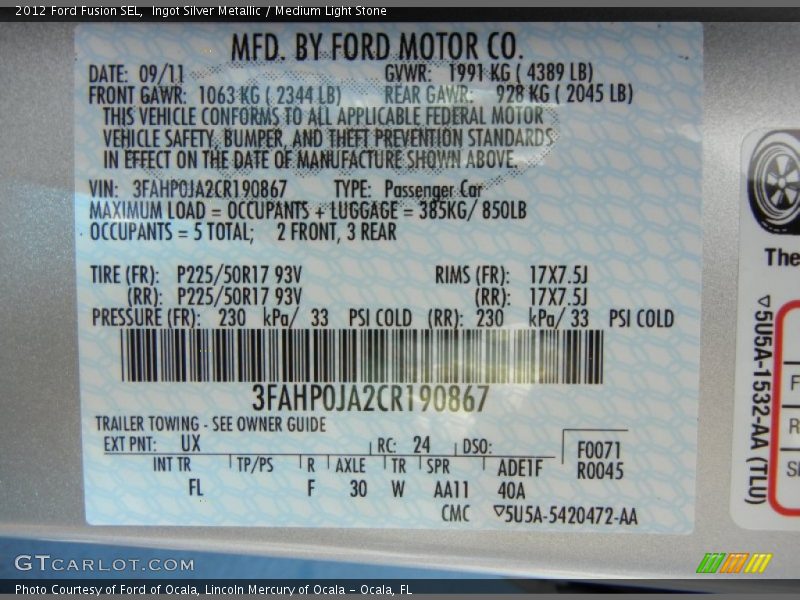 2012 Ford Fusion SEL,  Ingot Silver Metallic / Medium Light Stone
MFD. BY FORD MOTOR CO.
DATE: 09/11 GVWR: 1991 KG ( 4389 LB)
FRONT GAWR: 1063 KG ( 2344 LB) REAR GAWR: 928 KG ( 2045 LB)
THIS VEHICLE CONFORMS TO ALL APPLICABLE FEDERAL MOTOR
VEHICLE SAFETY, BUMPER, AND THEFT PREVENTION STANDARDS
IN EFFECT ON THE DATE OF MANUFACTURE SHOWN ABOVE.
VIN: 3FAHP0JA2CR190867 TYPE: Passenger Car
MAXIMUM LOAD = OCCUPANTS + LUGGAGE = 385KG/ 850LB
OCCUPANTS = 5 TOTAL; 2 FRONT, 3 REAR
TIRE (FR): P225/50R17 93V RIMS (FR): 17X7.5J
(RR): P225/50R17 93V (RR): 17X7.5J
PRESSURE (FR): 230 kPa/ 33 PSI COLD (RR): 230 kPa/ 33 PSI COLD
3FAHP0JA2CR190867
TRAILER TOWING - SEE OWNER GUIDE
EXT PNT: UX RC: 24 DSO: F0071
R0045
INT TR TP/PS R AXLE TR SPR ADE1F
FL F 30 W AA11 40A
CMC ▽5U5A-5420472-AA
The
▽5U5A-1532-AA (TLU)
F
R
GTCARLOT.COM
Photo Courtesy of Ford of Ocala, Lincoln Mercury of Ocala – Ocala, FL